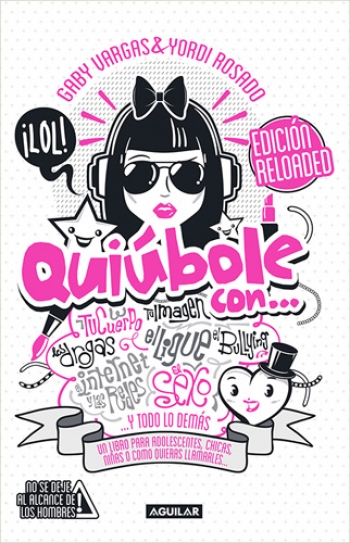 GABY VARGAS & YORDI ROSADO
¡LOL!
EDICIÓN
RELOADED
Quiúbole
con...
Tu Cuerpo
Tu Imagen
las drogas
el ligue
el Bullying
internet
y las Redes
el sexo
...Y TODO LO DEMÁS
UN LIBRO PARA ADOLESCENTES, CHICAS,
NIÑAS O COMO QUIERAS LLAMARLES...
NO SE DEJE
AL ALCANCE DE
LOS HOMBRES
!
AGUILAR